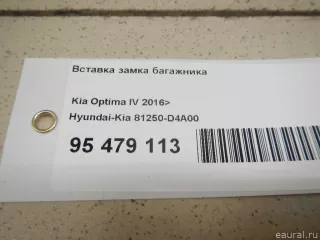 Вставка замка багажника
Kia Optima IV 2016>
Hyundai-Kia 81250-D4A00
95 479 113
eaural.ru